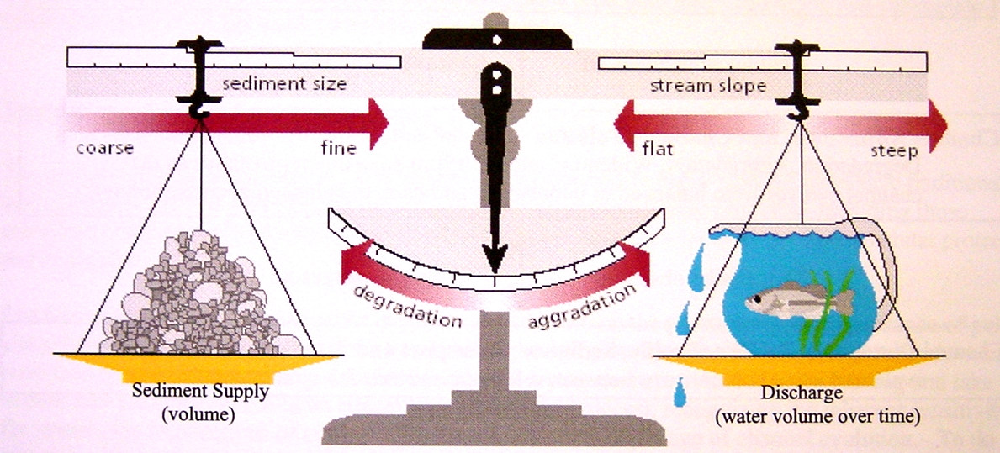 sediment size
stream slope
coarse
fine
flat
steep
degradation
aggradation
Sediment Supply
(volume)
Discharge
(water volume over time)